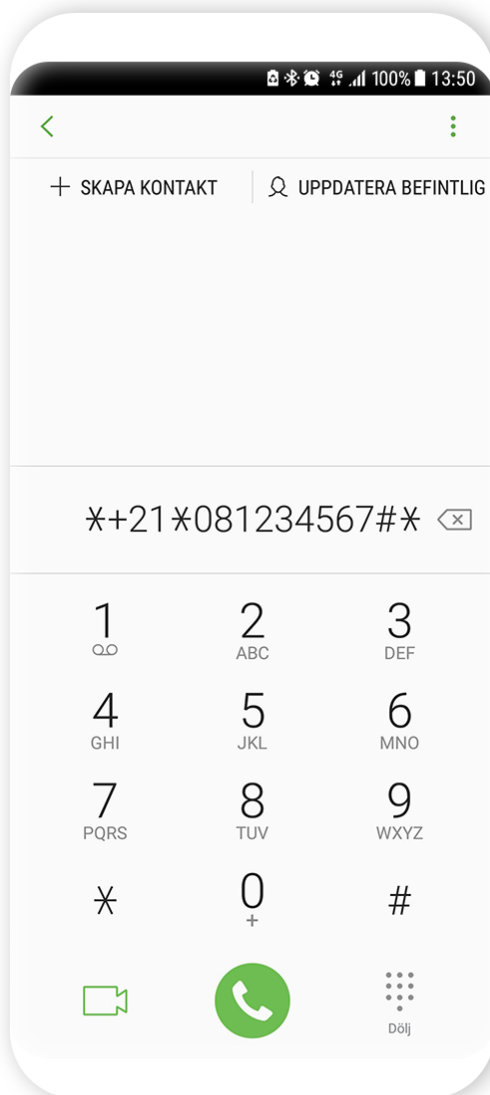 4G 100% 13:50
+ SKAPA KONTAKT UPPDATERA BEFINTLIG
*+21*081234567#*
1 2 3
ABC DEF
4 5 6
GHI JKL MNO
7 8 9
PQRS TUV WXYZ
* 0 #
+
Dölj